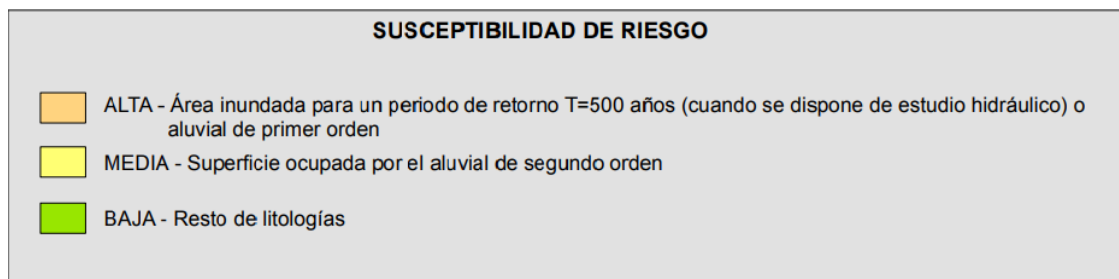 SUSCEPTIBILIDAD DE RIESGO
ALTA - Área inundada para un periodo de retorno T=500 años (cuando se dispone de estudio hidráulico) o
aluvial de primer orden
MEDIA - Superficie ocupada por el aluvial de segundo orden
BAJA - Resto de litologías